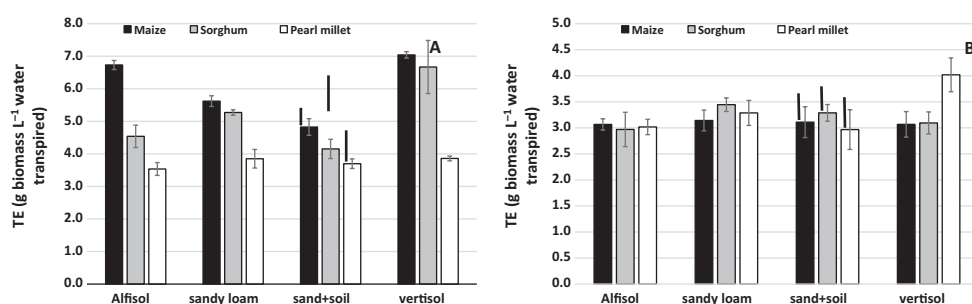 8.0
7.0
6.0
5.0
4.0
3.0
2.0
1.0
0.0
TE (g biomass L⁻¹ water
transpired)
Maize Sorghum Pearl millet
A
Alfisol sandy loam sand+soil vertisol
5.0
4.5
4.0
3.5
3.0
2.5
2.0
1.5
1.0
0.5
0.0
TE (g biomass L⁻¹ water
transpired)
Maize Sorghum Pearl millet
B
Alfisol sandy loam sand+soil vertisol